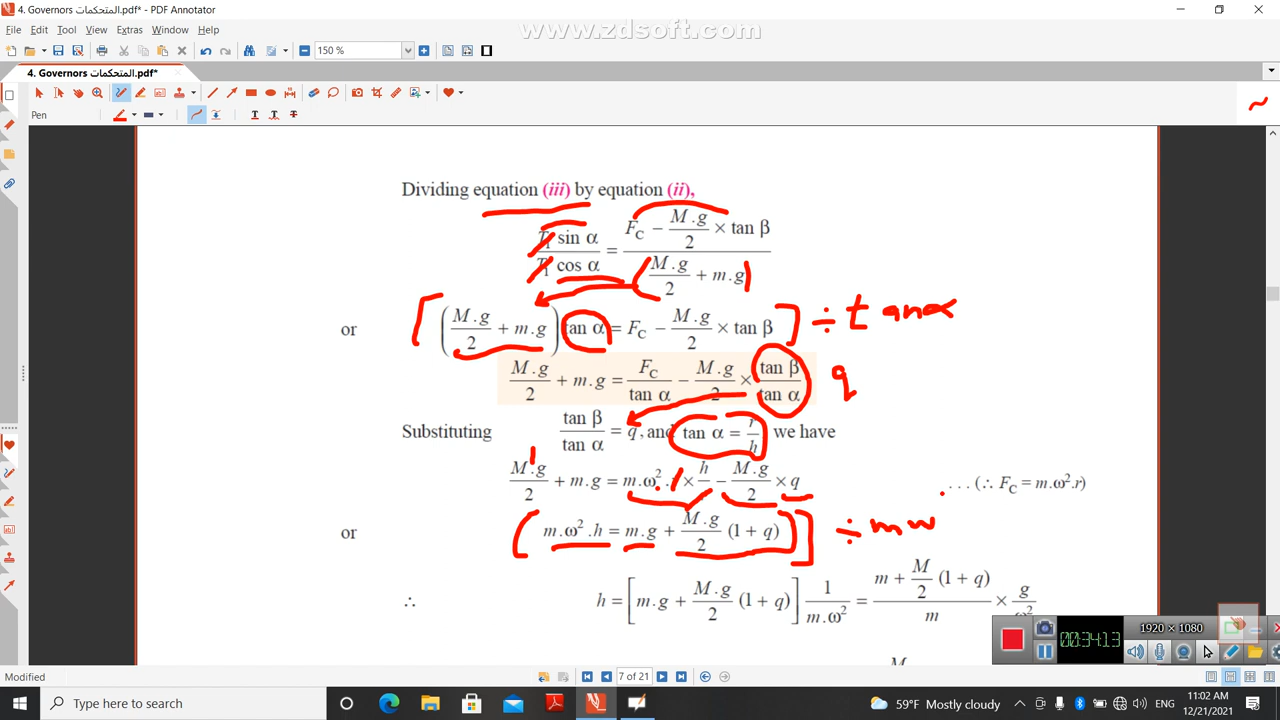 4. Governors المتحكمات.pdf* - PDF Annotator
www.zdsoft.com
File Edit Tool View Extras Window Help
150 %
4. Governors المتحكمات.pdf*
Pen
Dividing equation (iii) by equation (ii),
T₁ sin α / T₁ cos α = (F_C − M.g/2 × tan β) / (M.g/2 + m.g)
or (M.g/2 + m.g) tan α = F_C − M.g/2 × tan β ÷ tan α
M.g/2 + m.g = F_C/tan α − M.g/2 × tan β/tan α q
Substituting tan β/tan α = q, and tan α = r/h we have
M.g/2 + m.g = m.ω².r × h/r − M.g/2 × q ... (∴ F_C = m.ω².r)
or m.ω².h = m.g + M.g/2 (1 + q) ÷ m w
∴ h = [m.g + M.g/2 (1 + q)] 1/m.ω² = (m + M/2 (1 + q))/m × g/ω²
M
1920 × 1080
00:34:13
Modified
7 of 21
Type here to search
59°F Mostly cloudy
ENG
11:02 AM
12/21/2021